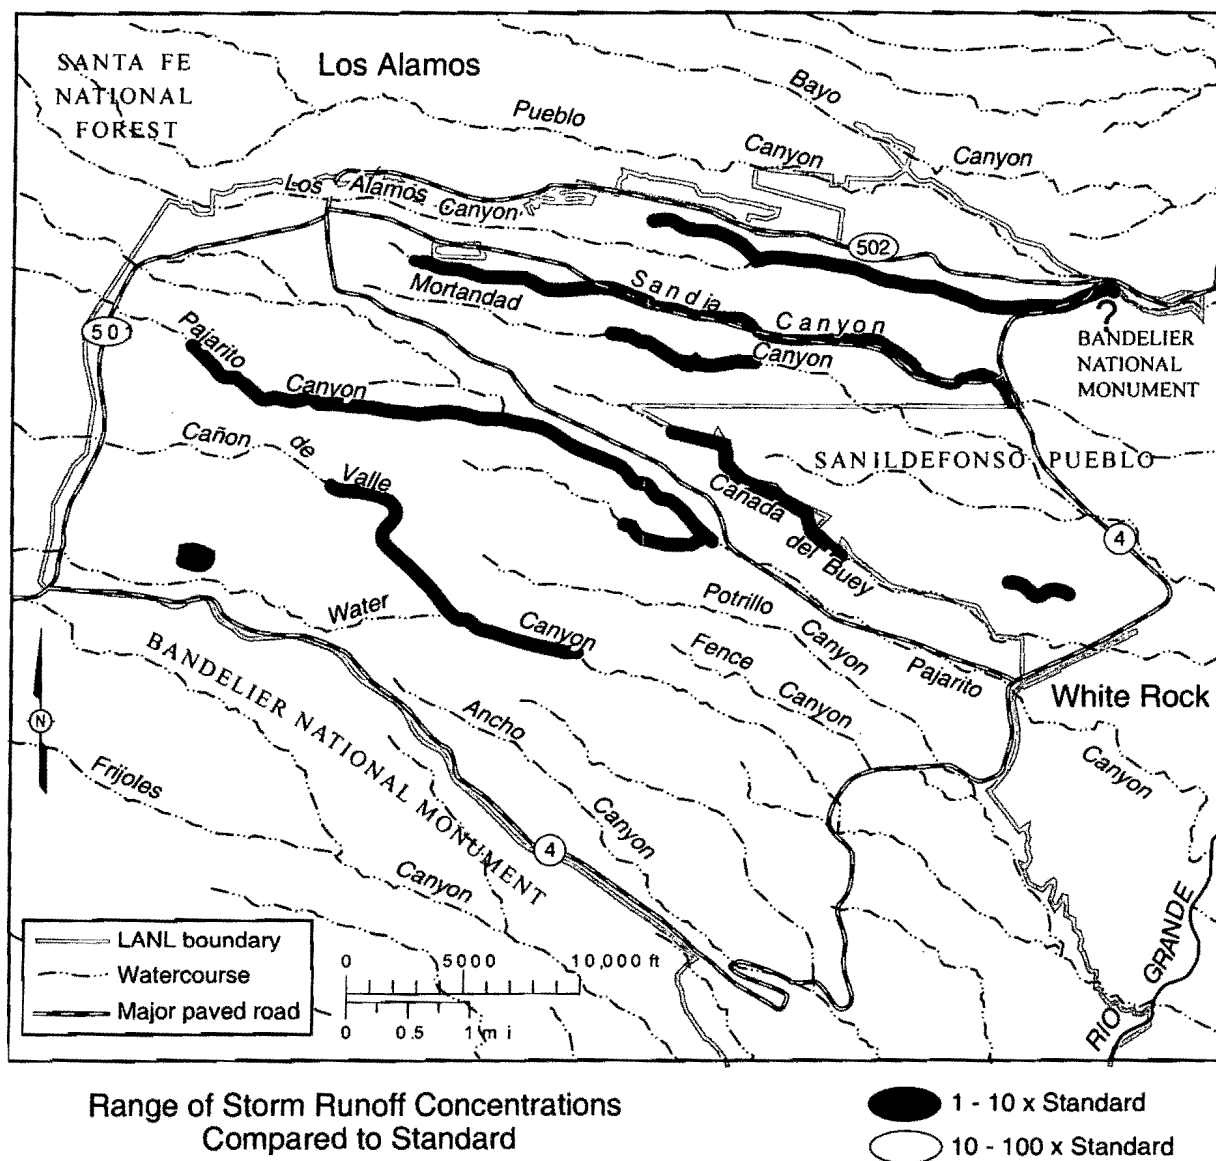 SANTA FE
NATIONAL
FOREST
Los Alamos
Bayo
Pueblo
Canyon
Canyon
Los Alamos
Canyon
502
Sandia
Mortandad
Canyon
Canyon
?
BANDELIER
NATIONAL
MONUMENT
501
Pajarito
Canyon
Cañon de
Valle
SANILDEFONSO PUEBLO
Cañada
del Buey
4
Water
Canyon
Potrillo
Canyon
Fence
Canyon
Pajarito
White Rock
Canyon
BANDELIER NATIONAL MONUMENT
N
Ancho
Canyon
Frijoles
Canyon
4
RIO GRANDE
LANL boundary
Watercourse
Major paved road
0 5000 10,000 ft
0 0.5 1 mi
Range of Storm Runoff Concentrations
Compared to Standard
1 - 10 x Standard
10 - 100 x Standard